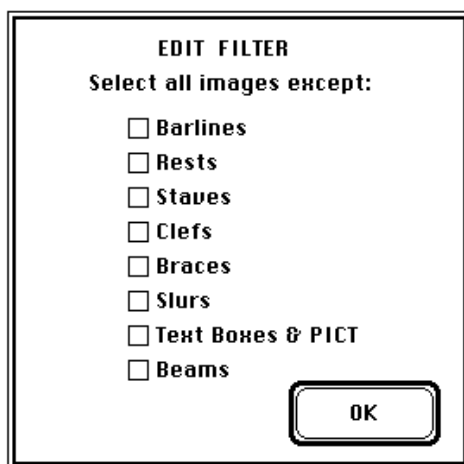 EDIT FILTER
Select all images except:
Barlines
Rests
Staves
Clefs
Braces
Slurs
Text Boxes & PICT
Beams
OK